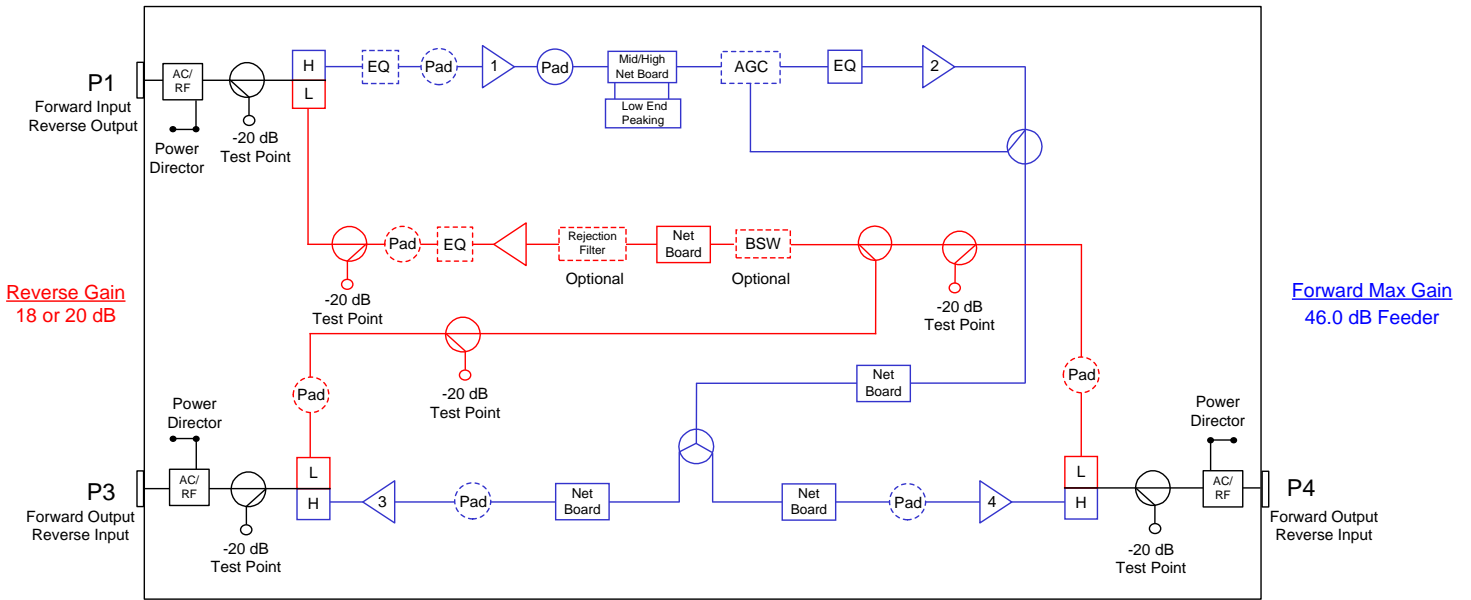 P1
Forward Input
Reverse Output
AC/
RF
Power
Director
-20 dB
Test Point
H
L
EQ
Pad
1
Pad
Mid/High
Net Board
Low End
Peaking
AGC
EQ
2
-20 dB
Test Point
Pad
EQ
Rejection
Filter
Optional
Net
Board
BSW
Optional
-20 dB
Test Point
Reverse Gain
18 or 20 dB
Forward Max Gain
46.0 dB Feeder
-20 dB
Test Point
Pad
Net
Board
Pad
Power
Director
Power
Director
P3
Forward Output
Reverse Input
AC/
RF
-20 dB
Test Point
L
H
3
Pad
Net
Board
Net
Board
Pad
4
L
H
-20 dB
Test Point
AC/
RF
P4
Forward Output
Reverse Input